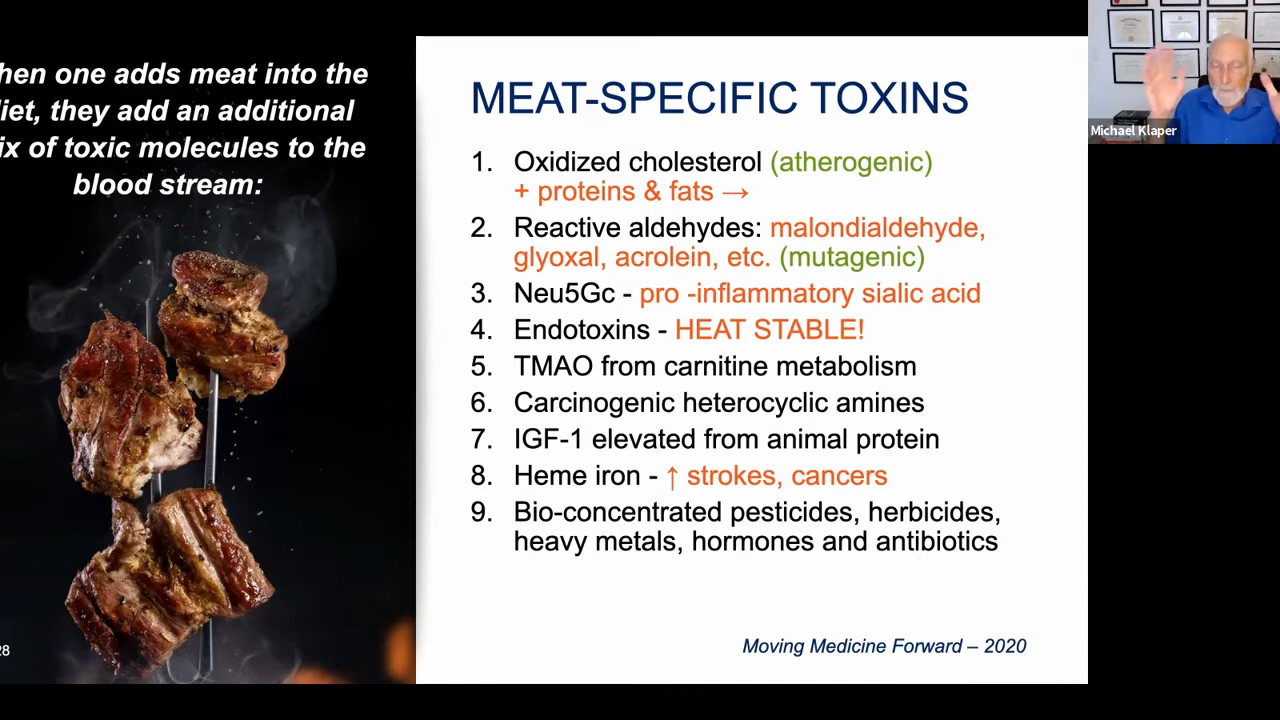 hen one adds meat into the
iet, they add an additional
ix of toxic molecules to the
blood stream:
MEAT-SPECIFIC TOXINS
1. Oxidized cholesterol (atherogenic)
+ proteins & fats →
2. Reactive aldehydes: malondialdehyde,
glyoxal, acrolein, etc. (mutagenic)
3. Neu5Gc - pro -inflammatory sialic acid
4. Endotoxins - HEAT STABLE!
5. TMAO from carnitine metabolism
6. Carcinogenic heterocyclic amines
7. IGF-1 elevated from animal protein
8. Heme iron - ↑ strokes, cancers
9. Bio-concentrated pesticides, herbicides,
heavy metals, hormones and antibiotics
Moving Medicine Forward – 2020
28
Michael Klaper